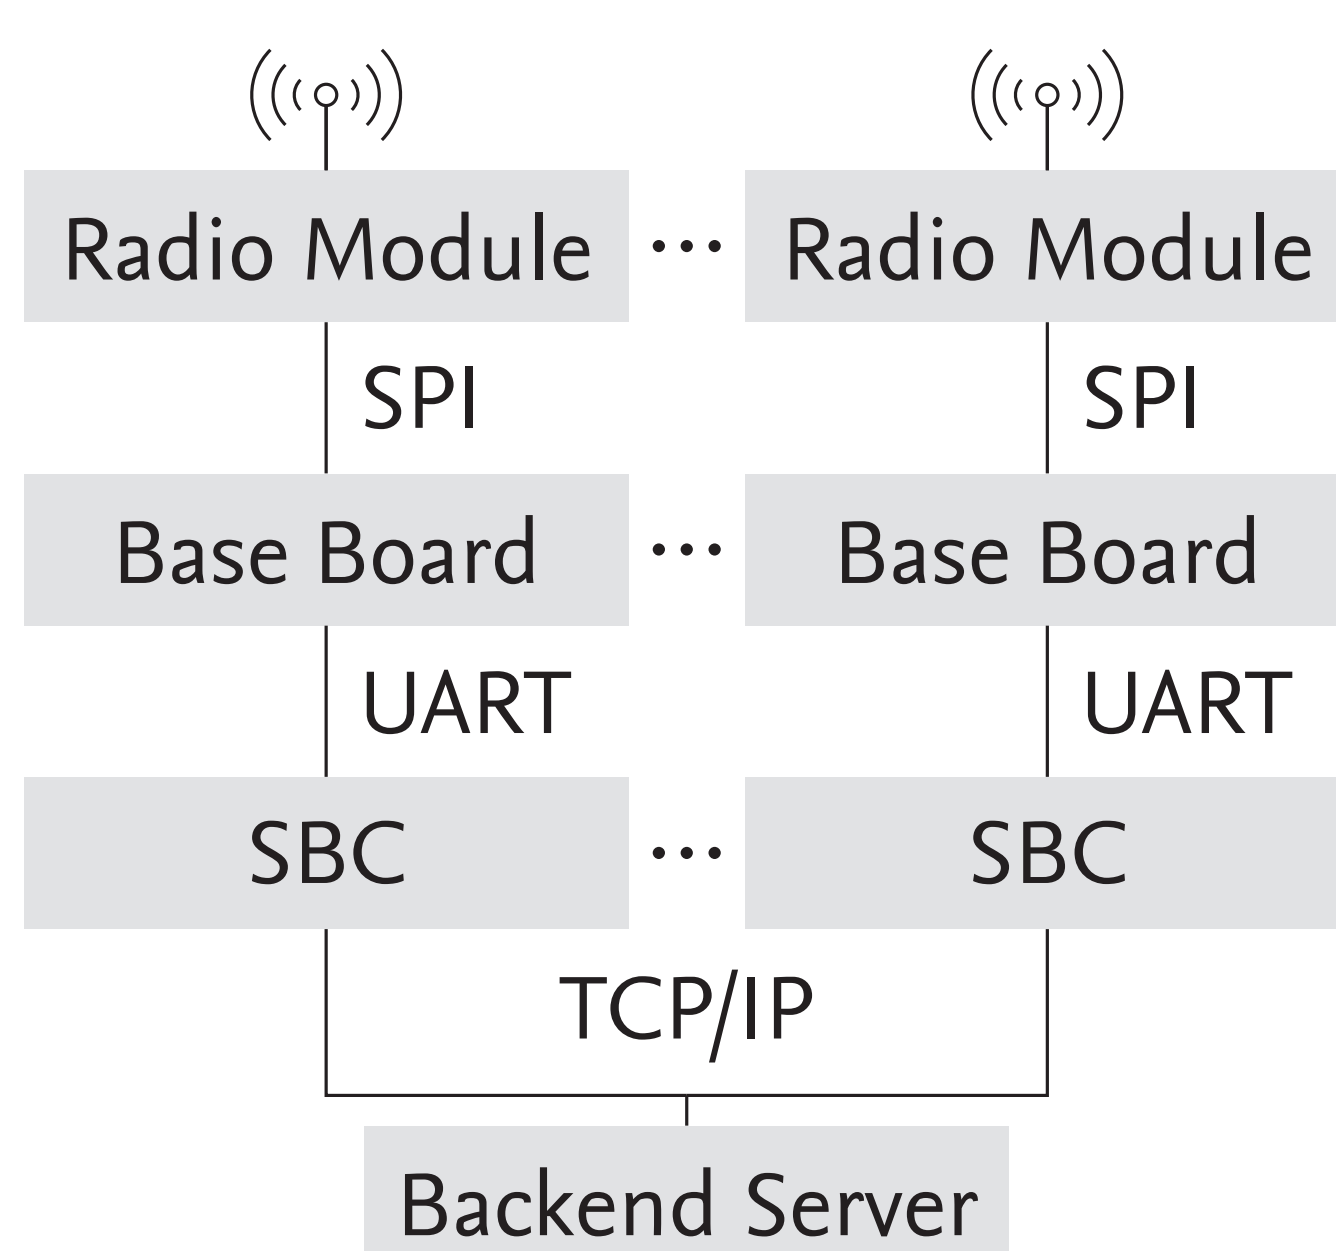 Radio Module ... Radio Module
SPI SPI
Base Board ... Base Board
UART UART
SBC ... SBC
TCP/IP
Backend Server